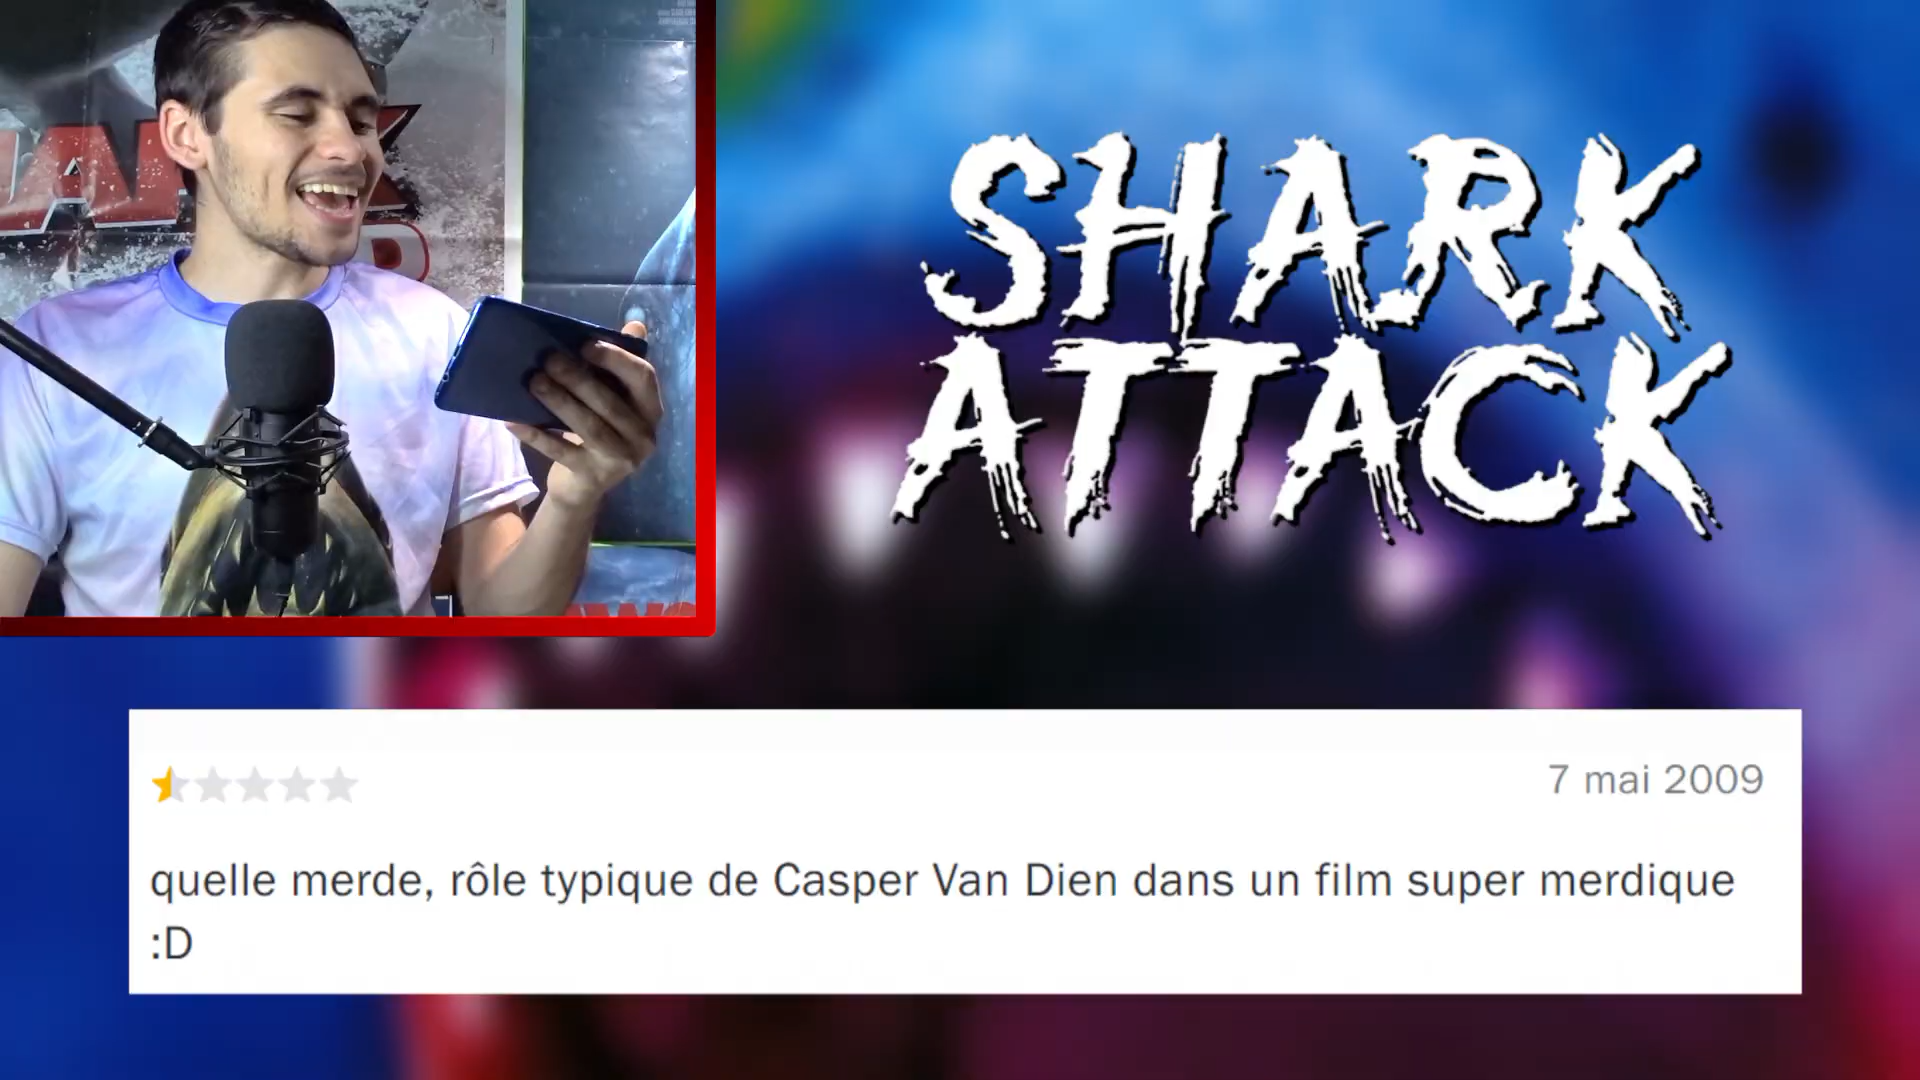 SHARK
ATTACK
7 mai 2009
quelle merde, rôle typique de Casper Van Dien dans un film super merdique
:D